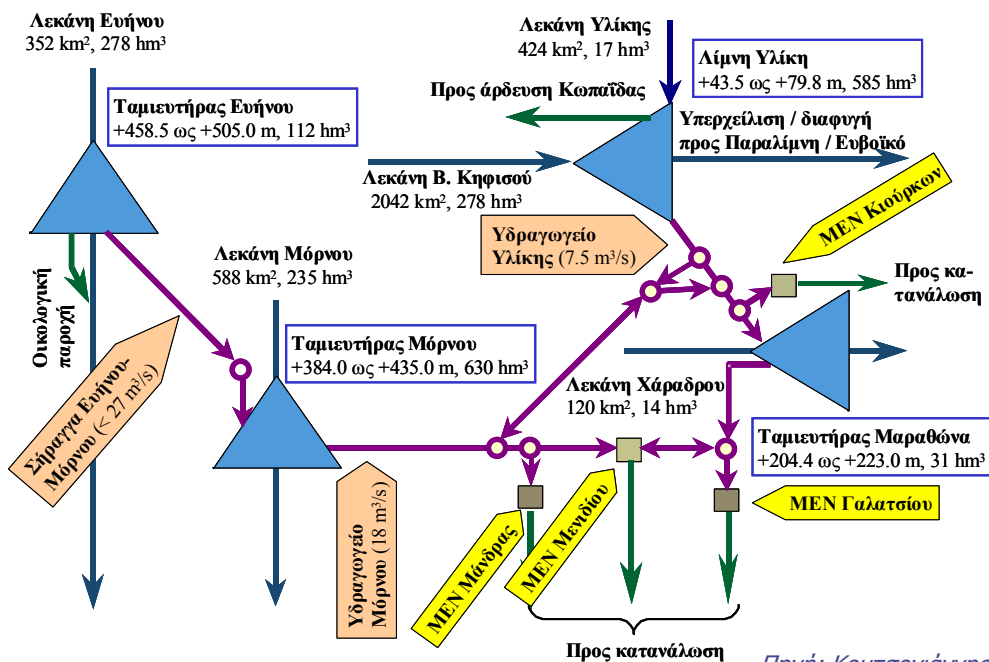 Λεκάνη Ευήνου
352 km², 278 hm³
Ταμιευτήρας Ευήνου
+458.5 ως +505.0 m, 112 hm³
Οικολογική
παροχή
Σήραγγα Ευήνου-
Μόρνου (< 27 m³/s)
Λεκάνη Μόρνου
588 km², 235 hm³
Ταμιευτήρας Μόρνου
+384.0 ως +435.0 m, 630 hm³
Υδραγωγείο
Μόρνου (18 m³/s)
Λεκάνη Υλίκης
424 km², 17 hm³
Λίμνη Υλίκη
+43.5 ως +79.8 m, 585 hm³
Προς άρδευση Κωπαΐδας
Υπερχείλιση / διαφυγή
προς Παραλίμνη / Ευβοϊκό
Λεκάνη Β. Κηφισού
2042 km², 278 hm³
Υδραγωγείο
Υλίκης (7.5 m³/s)
ΜΕΝ Κιούρκων
Προς κα-
τανάλωση
Λεκάνη Χάραδρου
120 km², 14 hm³
Ταμιευτήρας Μαραθώνα
+204.4 ως +223.0 m, 31 hm³
ΜΕΝ Μάνδρας
ΜΕΝ Μενιδίου
ΜΕΝ Γαλατσίου
Προς κατανάλωση